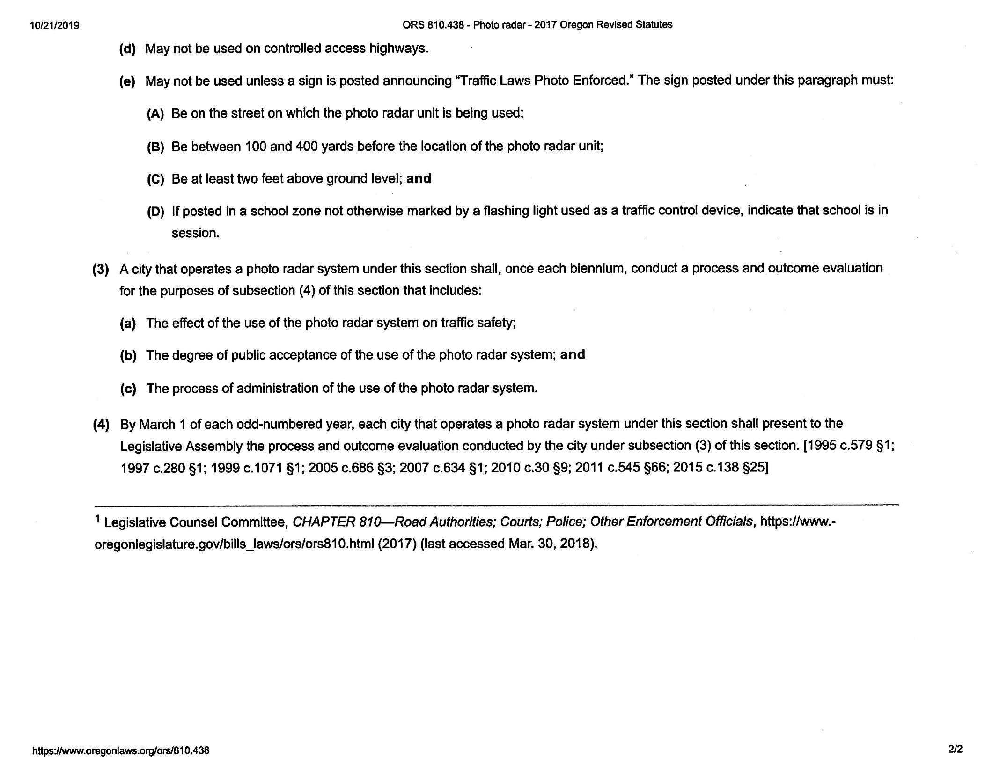 10/21/2019
ORS 810.438 - Photo radar - 2017 Oregon Revised Statutes
(d) May not be used on controlled access highways.
(e) May not be used unless a sign is posted announcing “Traffic Laws Photo Enforced.” The sign posted under this paragraph must:
(A) Be on the street on which the photo radar unit is being used;
(B) Be between 100 and 400 yards before the location of the photo radar unit;
(C) Be at least two feet above ground level; and
(D) If posted in a school zone not otherwise marked by a flashing light used as a traffic control device, indicate that school is in
session.
(3) A city that operates a photo radar system under this section shall, once each biennium, conduct a process and outcome evaluation
for the purposes of subsection (4) of this section that includes:
(a) The effect of the use of the photo radar system on traffic safety;
(b) The degree of public acceptance of the use of the photo radar system; and
(c) The process of administration of the use of the photo radar system.
(4) By March 1 of each odd-numbered year, each city that operates a photo radar system under this section shall present to the
Legislative Assembly the process and outcome evaluation conducted by the city under subsection (3) of this section. [1995 c.579 §1;
1997 c.280 §1; 1999 c.1071 §1; 2005 c.686 §3; 2007 c.634 §1; 2010 c.30 §9; 2011 c.545 §66; 2015 c.138 §25]
1 Legislative Counsel Committee, CHAPTER 810—Road Authorities; Courts; Police; Other Enforcement Officials, https://www.-
oregonlegislature.gov/bills_laws/ors/ors810.html (2017) (last accessed Mar. 30, 2018).
https://www.oregonlaws.org/ors/810.438
2/2